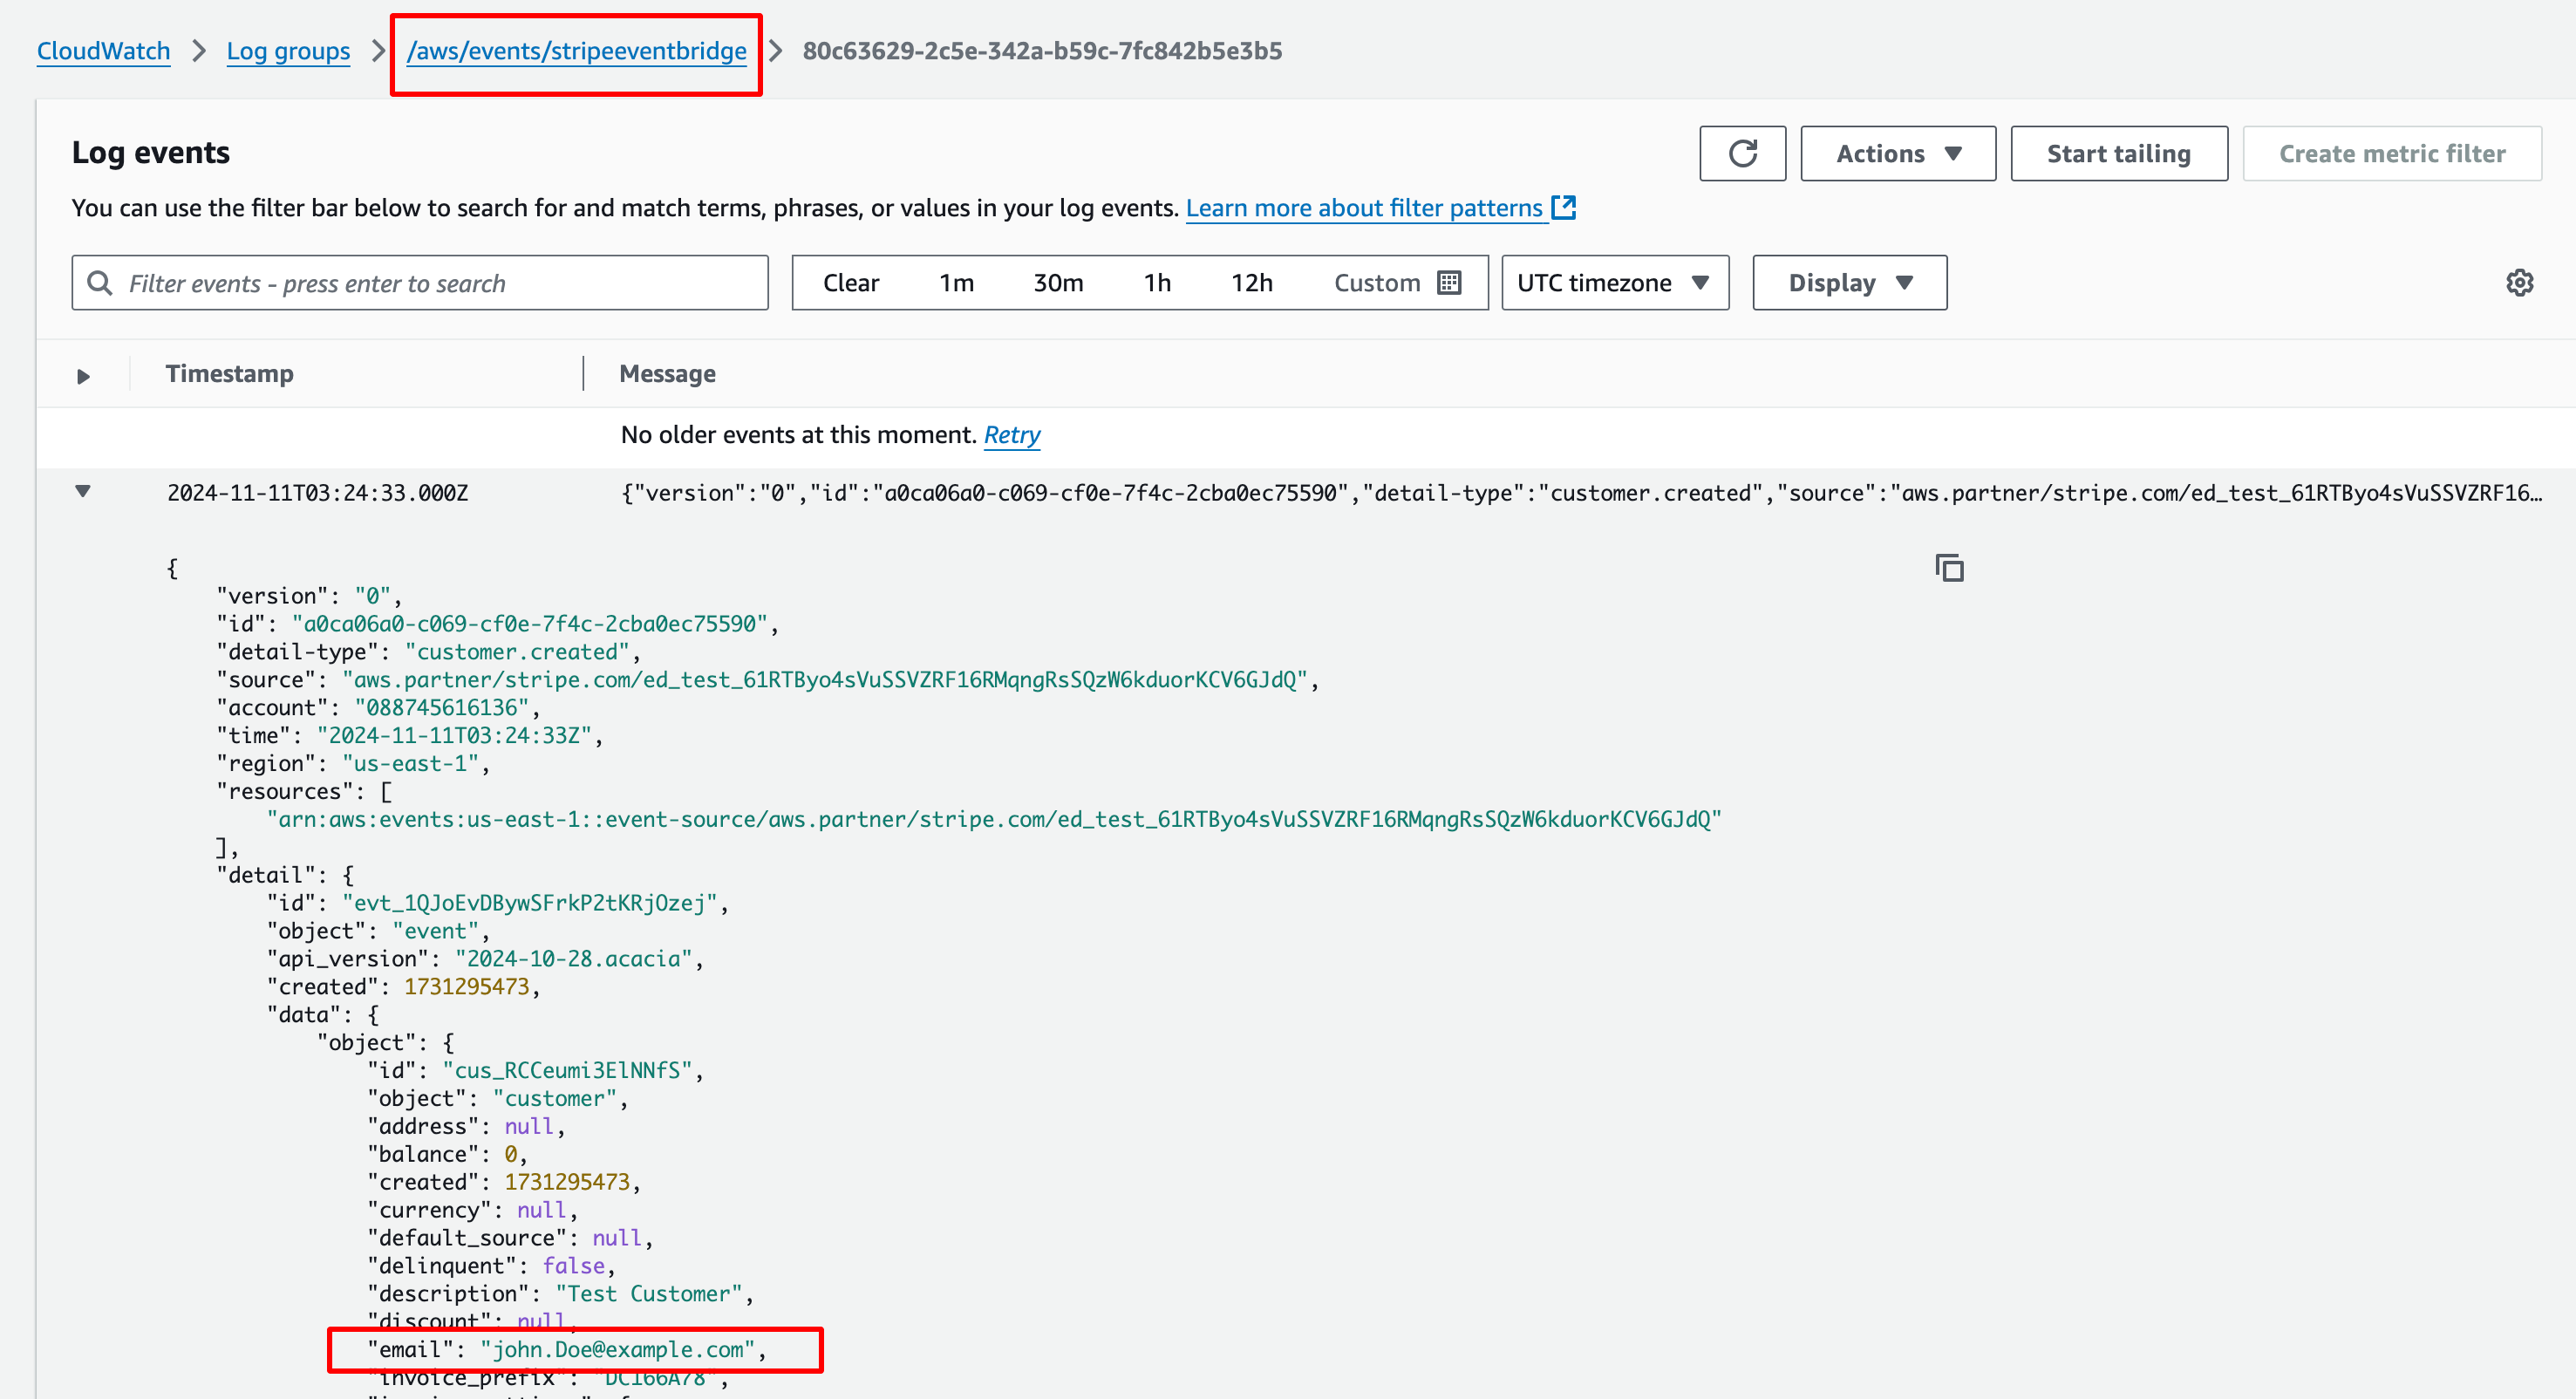 CloudWatch > Log groups > /aws/events/stripeeventbridge > 80c63629-2c5e-342a-b59c-7fc842b5e3b5
Log events
Actions
Start tailing
Create metric filter
You can use the filter bar below to search for and match terms, phrases, or values in your log events. Learn more about filter patterns
Filter events - press enter to search
Clear 1m 30m 1h 12h Custom
UTC timezone
Display
Timestamp Message
No older events at this moment. Retry
2024-11-11T03:24:33.000Z {"version":"0","id":"a0ca06a0-c069-cf0e-7f4c-2cba0ec75590","detail-type":"customer.created","source":"aws.partner/stripe.com/ed_test_61RTByo4sVuSSVZRF16…
{
"version": "0",
"id": "a0ca06a0-c069-cf0e-7f4c-2cba0ec75590",
"detail-type": "customer.created",
"source": "aws.partner/stripe.com/ed_test_61RTByo4sVuSSVZRF16RMqngRsSQzW6kduorKCV6GJdQ",
"account": "088745616136",
"time": "2024-11-11T03:24:33Z",
"region": "us-east-1",
"resources": [
"arn:aws:events:us-east-1::event-source/aws.partner/stripe.com/ed_test_61RTByo4sVuSSVZRF16RMqngRsSQzW6kduorKCV6GJdQ"
],
"detail": {
"id": "evt_1QJoEvDBywSFrkP2tKRjOzej",
"object": "event",
"api_version": "2024-10-28.acacia",
"created": 1731295473,
"data": {
"object": {
"id": "cus_RCCeumi3ElNNfS",
"object": "customer",
"address": null,
"balance": 0,
"created": 1731295473,
"currency": null,
"default_source": null,
"delinquent": false,
"description": "Test Customer",
"discount": null,
"email": "john.Doe@example.com",
"invoice_prefix": "DC166A78",